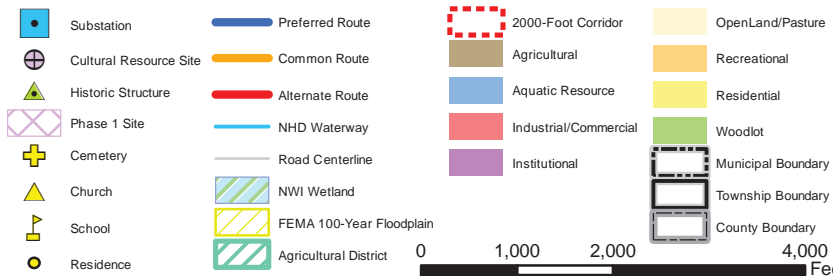 Substation
Cultural Resource Site
Historic Structure
Phase 1 Site
Cemetery
Church
School
Residence
Preferred Route
Common Route
Alternate Route
NHD Waterway
Road Centerline
NWI Wetland
FEMA 100-Year Floodplain
Agricultural District
2000-Foot Corridor
Agricultural
Aquatic Resource
Industrial/Commercial
Institutional
OpenLand/Pasture
Recreational
Residential
Woodlot
Municipal Boundary
Township Boundary
County Boundary
0 1,000 2,000 4,000
Fe